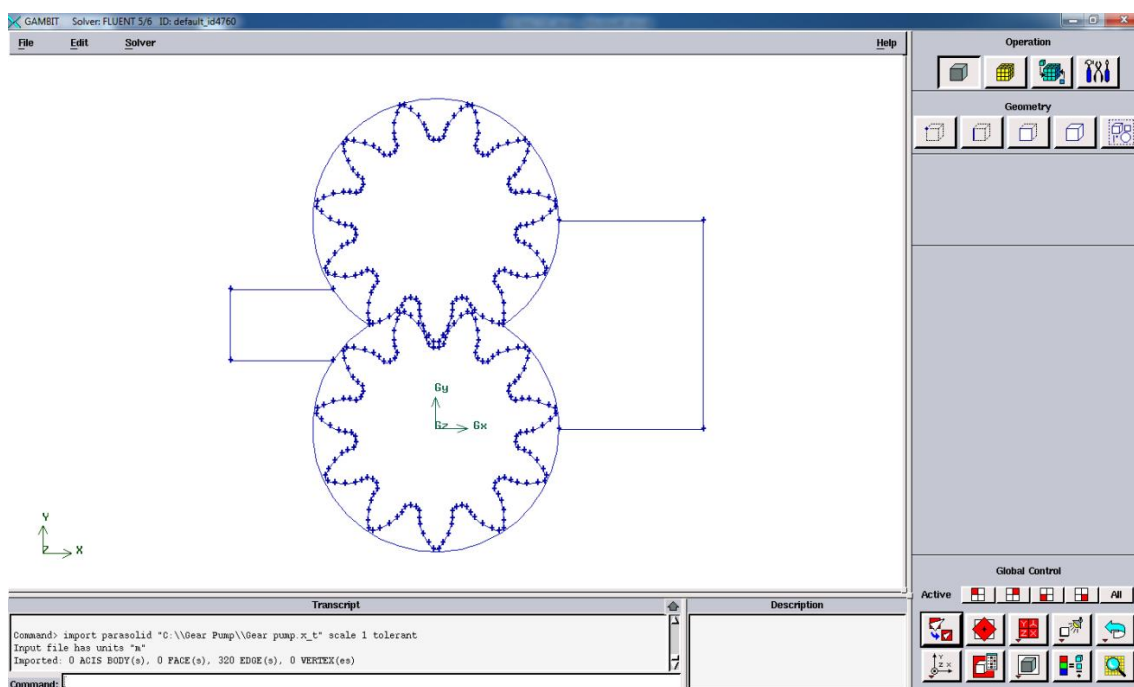 GAMBIT Solver: FLUENT 5/6 ID: default_id4760
File Edit Solver Help
Operation
Geometry
Gy
Gz Gx
Y
Z X
Global Control
Active All
Transcript Description
Command> import parasolid "C:\\Gear Pump\\Gear pump.x_t" scale 1 tolerant
Input file has units "m"
Imported: 0 ACIS BODY(s), 0 FACE(s), 320 EDGE(s), 0 VERTEX(es)
Command: